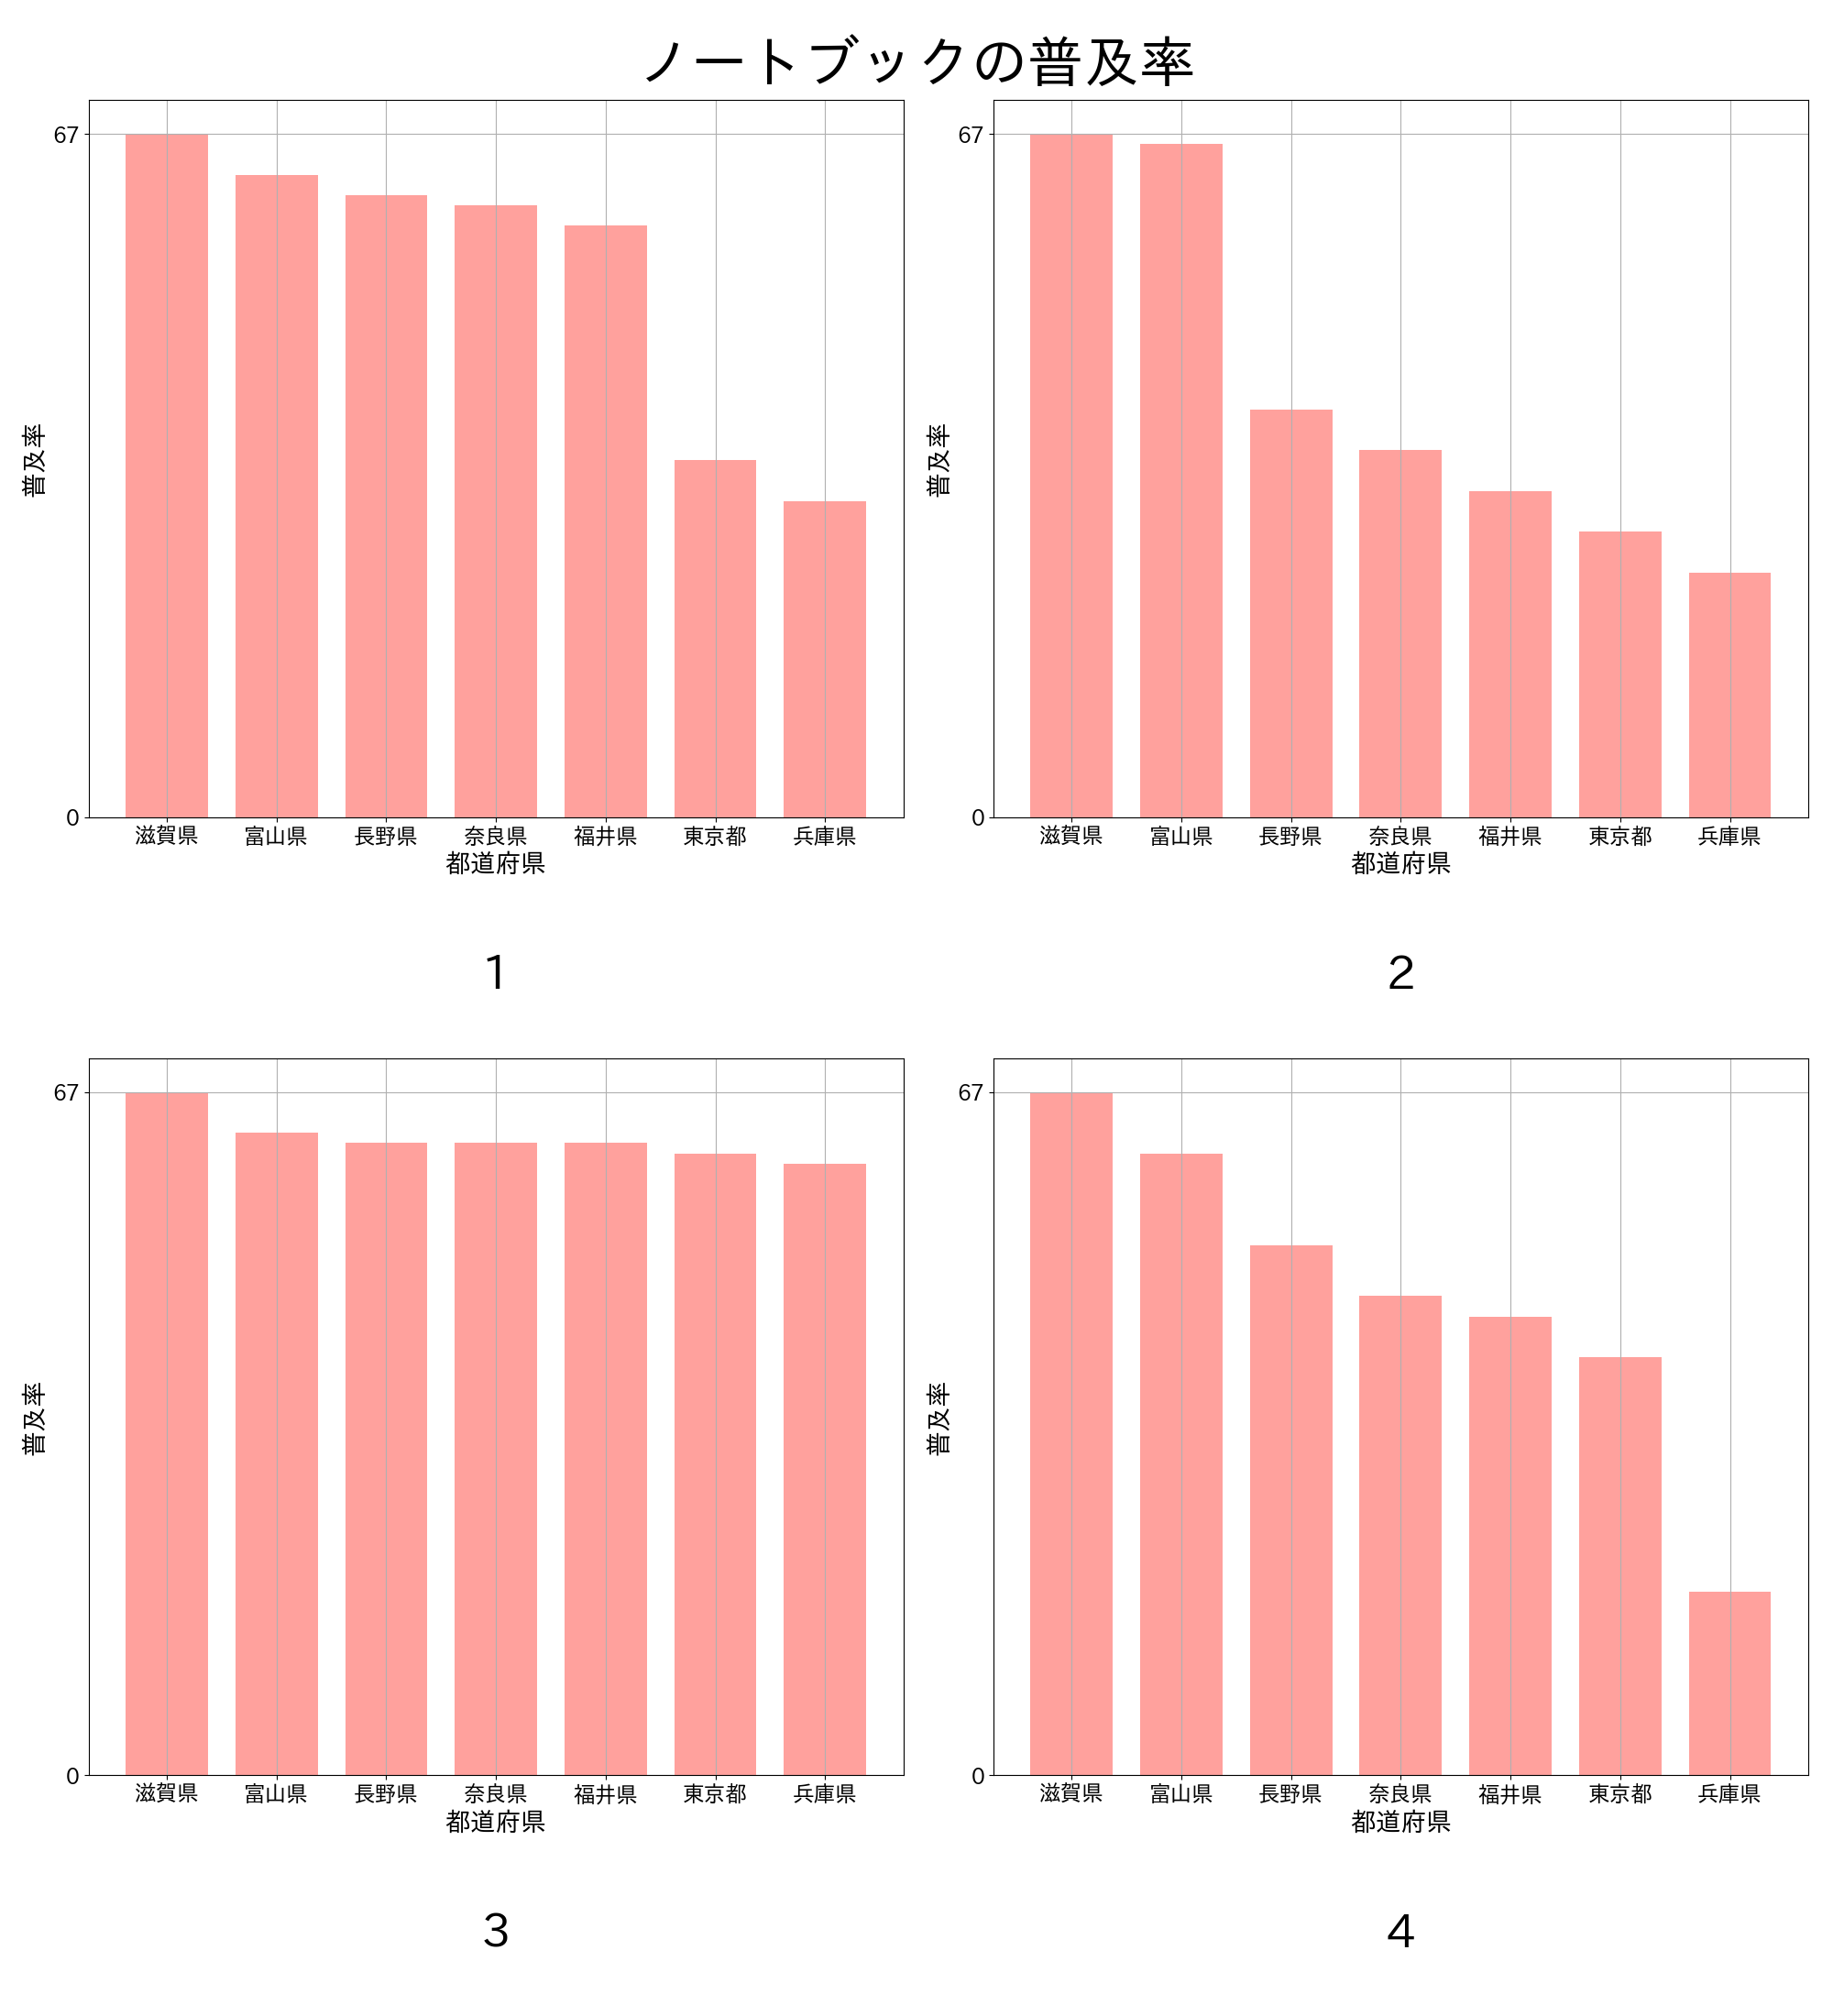 ノートブックの普及率
67
0
普及率
滋賀県 富山県 長野県 奈良県 福井県 東京都 兵庫県
都道府県
1
67
0
普及率
滋賀県 富山県 長野県 奈良県 福井県 東京都 兵庫県
都道府県
2
67
0
普及率
滋賀県 富山県 長野県 奈良県 福井県 東京都 兵庫県
都道府県
3
67
0
普及率
滋賀県 富山県 長野県 奈良県 福井県 東京都 兵庫県
都道府県
4